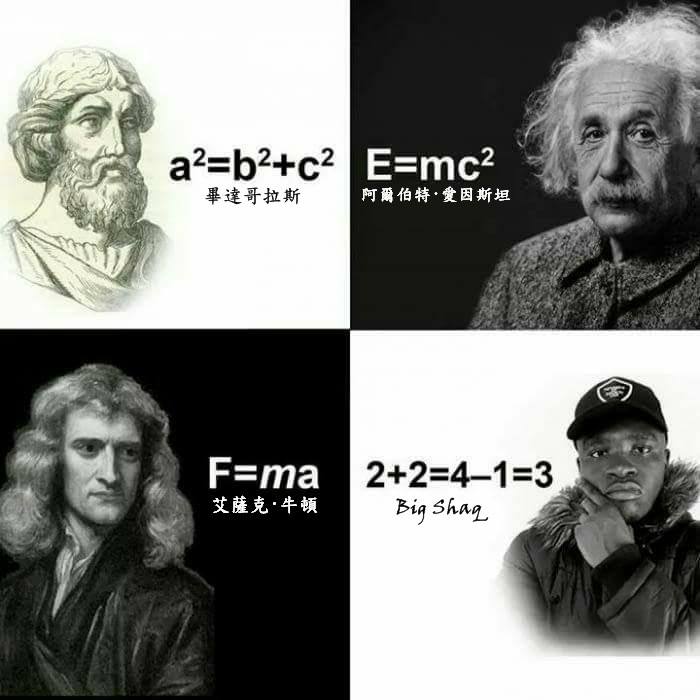 a²=b²+c²
畢達哥拉斯
E=mc²
阿爾伯特·愛因斯坦
F=ma
艾薩克·牛頓
2+2=4–1=3
Big Shaq